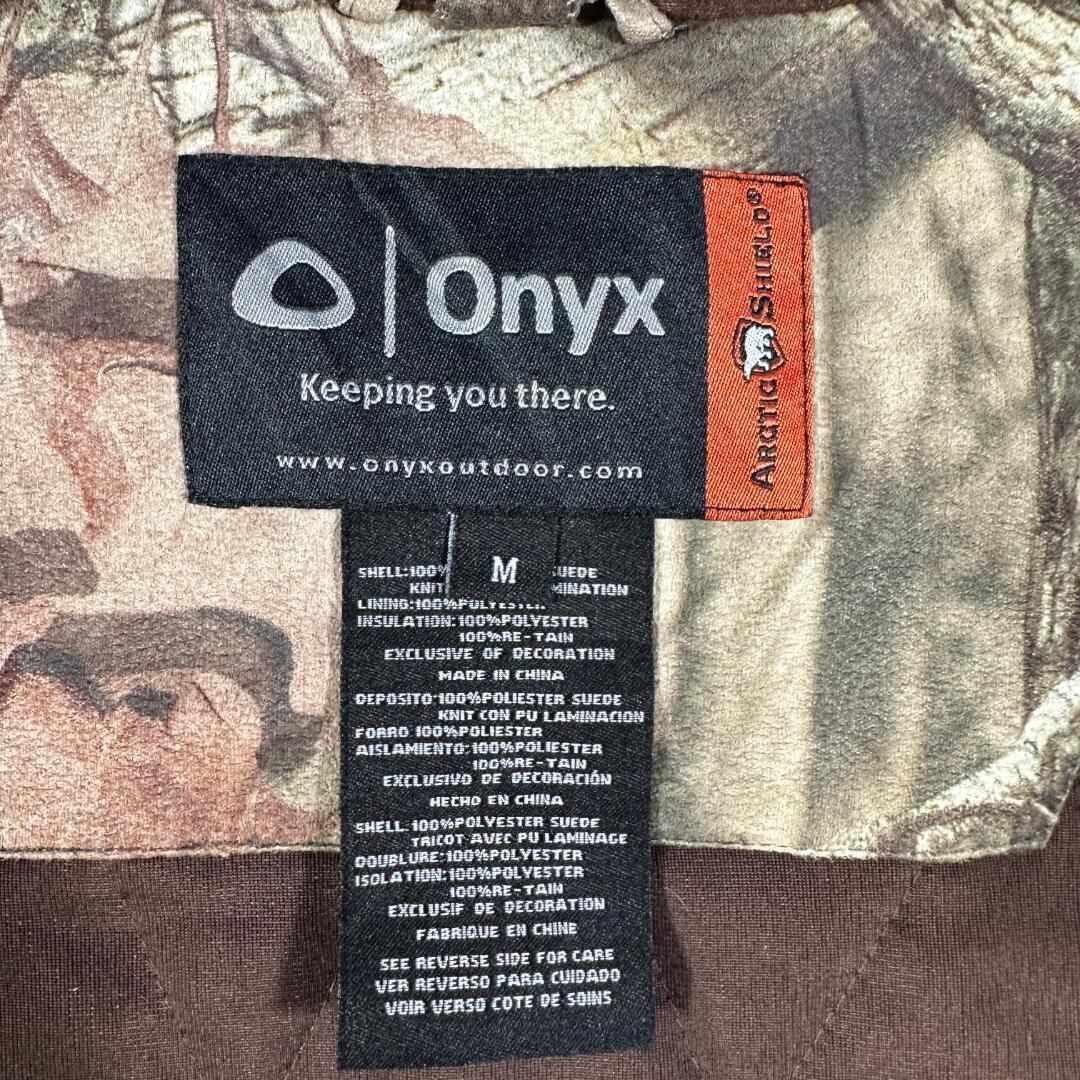 Onyx
Keeping you there.
www.onyxoutdoor.com
ARCTIC SHIELD®
M
SHELL:100% SUEDE
KNIT
LINING:100%POLYESTER
INSULATION:100%POLYESTER
100%RE-TAIN
EXCLUSIVE OF DECORATION
MADE IN CHINA
DEPOSITO:100%POLIESTER SUEDE
KNIT CON PU LAMINACION
FORRO 100%POLIESTER
AISLAMIENTO:100%POLIESTER
100%RE-TAIN
EXCLUSIVO DE DECORACIÓN
HECHO EN CHINA
SHELL.100%POLYESTER SUEDE
TRICOT AVEC PU LAMINAGE
DOUBLURE:100%POLYESTER
ISOLATION:100%POLYESTER
100%RE-TAIN
EXCLUSIF DE DECORATION
FABRIQUE EN CHINE
SEE REVERSE SIDE FOR CARE
VER REVERSO PARA CUIDADO
VOIR VERSO COTE DE SOINS